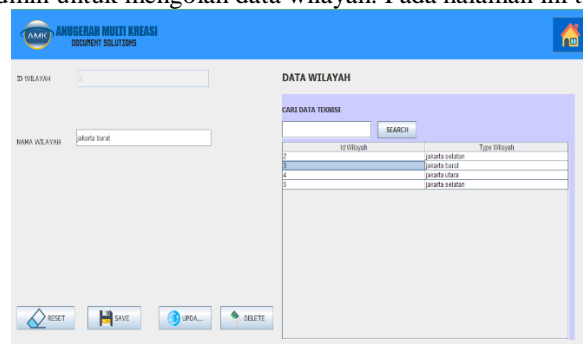 untuk mengolah data wilayah. Pada halaman ini
AMK
ANUGERAH MULTI KREASI
DOCUMENT SOLUTIONS
ID WILAYAH
3
NAMA WILAYAH
jakarta barat
DATA WILAYAH
CARI DATA TEKNISI
SEARCH
Id Wilayah Type Wilayah
2 jakarta selatan
3 jakarta barat
4 jakarta utara
5 jakarta selatan
RESET SAVE UPDA... DELETE